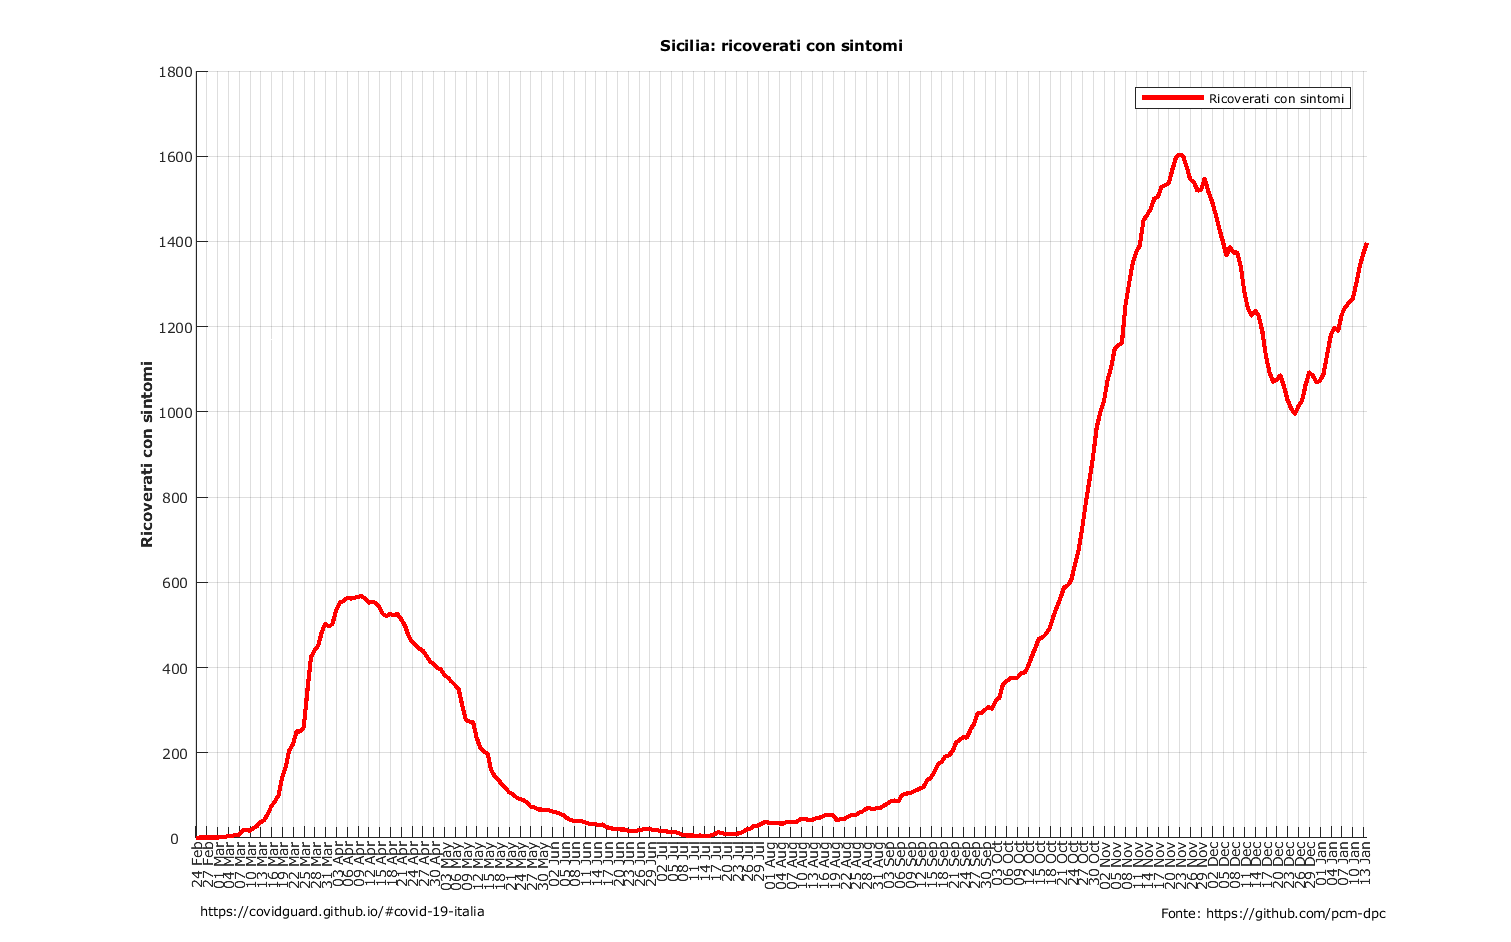 Sicilia: ricoverati con sintomi
Ricoverati con sintomi
Ricoverati con sintomi
1800
1600
1400
1200
1000
800
600
400
200
0
24 Feb
27 Feb
01 Mar
04 Mar
07 Mar
10 Mar
13 Mar
16 Mar
19 Mar
22 Mar
25 Mar
28 Mar
31 Mar
03 Apr
06 Apr
09 Apr
12 Apr
15 Apr
18 Apr
21 Apr
24 Apr
27 Apr
30 Apr
03 May
06 May
09 May
12 May
15 May
18 May
21 May
24 May
27 May
30 May
02 Jun
05 Jun
08 Jun
11 Jun
14 Jun
17 Jun
20 Jun
23 Jun
26 Jun
29 Jun
02 Jul
05 Jul
08 Jul
11 Jul
14 Jul
17 Jul
20 Jul
23 Jul
26 Jul
29 Jul
01 Aug
04 Aug
07 Aug
10 Aug
13 Aug
16 Aug
19 Aug
22 Aug
25 Aug
28 Aug
31 Aug
03 Sep
06 Sep
09 Sep
12 Sep
15 Sep
18 Sep
21 Sep
24 Sep
27 Sep
30 Sep
03 Oct
06 Oct
09 Oct
12 Oct
15 Oct
18 Oct
21 Oct
24 Oct
27 Oct
30 Oct
02 Nov
05 Nov
08 Nov
11 Nov
14 Nov
17 Nov
20 Nov
23 Nov
26 Nov
29 Nov
02 Dec
05 Dec
08 Dec
11 Dec
14 Dec
17 Dec
20 Dec
23 Dec
26 Dec
29 Dec
01 Jan
04 Jan
07 Jan
10 Jan
13 Jan
https://covidguard.github.io/#covid-19-italia
Fonte: https://github.com/pcm-dpc